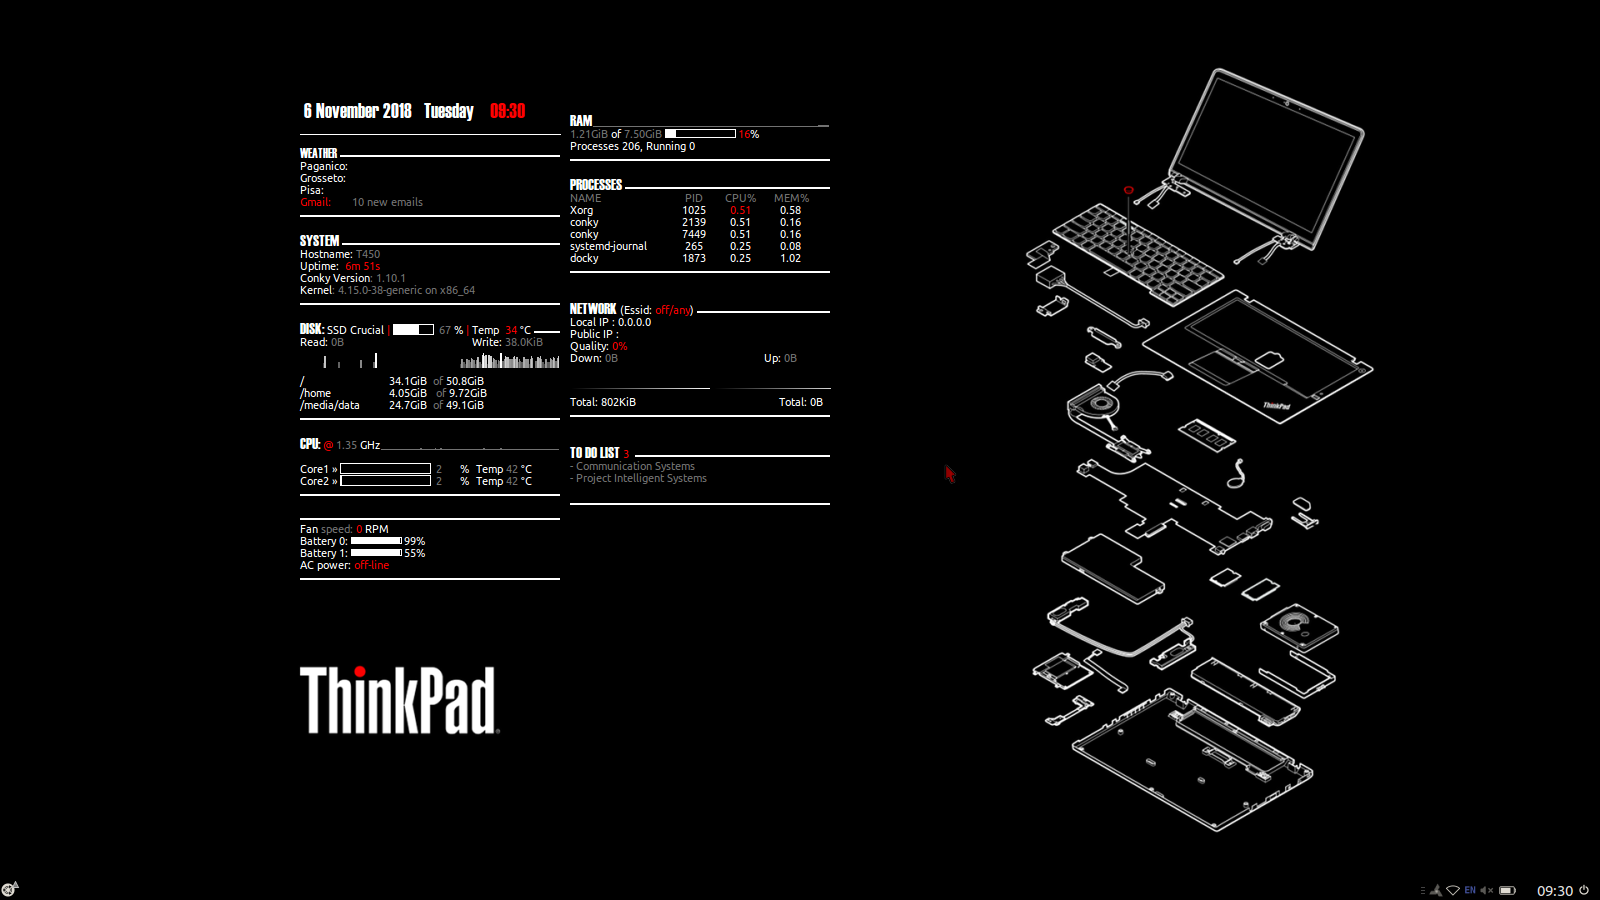 6 November 2018 Tuesday 09:30
WEATHER
Paganico:
Grosseto:
Pisa:
Gmail: 10 new emails
SYSTEM
Hostname: T450
Uptime: 6m 51s
Conky Version: 1.10.1
Kernel: 4.15.0-38-generic on x86_64
DISK: SSD Crucial | 67 % | Temp 34 °C
Read: 0B Write: 38.0KiB
/ 34.1GiB of 50.8GiB
/home 4.05GiB of 9.72GiB
/media/data 24.7GiB of 49.1GiB
CPU: @ 1.35 GHz
Core1 » 2 % Temp 42 °C
Core2 » 2 % Temp 42 °C
Fan speed: 0 RPM
Battery 0: 99%
Battery 1: 55%
AC power: off-line
RAM
1.21GiB of 7.50GiB 16%
Processes 206, Running 0
PROCESSES
NAME PID CPU% MEM%
Xorg 1025 0.51 0.58
conky 2139 0.51 0.16
conky 7449 0.51 0.16
systemd-journal 265 0.25 0.08
docky 1873 0.25 1.02
NETWORK (Essid: off/any)
Local IP : 0.0.0.0
Public IP :
Quality: 0%
Down: 0B Up: 0B
Total: 802KiB Total: 0B
TO DO LIST 3
- Communication Systems
- Project Intelligent Systems
ThinkPad
ThinkPad
EN 09:30